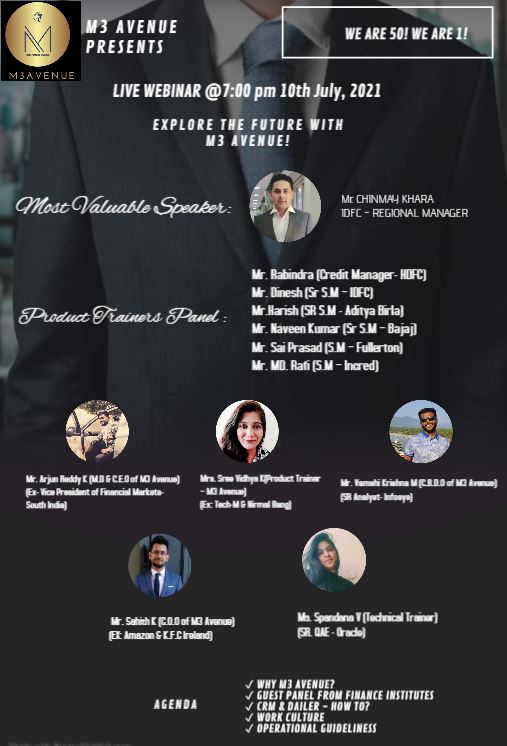 M3 AVENUE
PRESENTS
WE ARE 50! WE ARE 1!
M3AVENUE
LIVE WEBINAR @7:00 pm 10th July, 2021
EXPLORE THE FUTURE WITH
M3 AVENUE!
Most Valuable Speaker:
Mr. CHINMAY KHARA
IDFC - REGIONAL MANAGER
Product Trainers Panel :
Mr. Rabindra (Credit Manager- HDFC)
Mr. Dinesh (Sr S.M - IDFC)
Mr.Harish (SR S.M - Aditya Birla)
Mr. Naveen Kumar (Sr S.M - Bajaj)
Mr. Sai Prasad (S.M - Fullerton)
Mr. MD. Rafi (S.M - Incred)
Mr. Arjun Reddy K (M.D & C.E.O of M3 Avenue)
(Ex- Vice President of Financial Markets-
South India)
Mrs. Sree Vidhya K(Product Trainer
- M3 Avenue)
(Ex: Tech-M & Nirmal Bang)
Mr. Vamshi Krishna M (C.B.D.O of M3 Avenue)
(SR Analyst- Infosys)
Mr. Sahith K (C.O.O of M3 Avenue)
(EX: Amazon & K.F.C Ireland)
Ms. Spandana V (Technical Trainer)
(SR. QAE - Oracle)
AGENDA
✓ WHY M3 AVENUE?
✓ GUEST PANEL FROM FINANCE INSTITUTES
✓ CRM & DAILER - HOW TO?
✓ WORK CULTURE
✓ OPERATIONAL GUIDELINESS